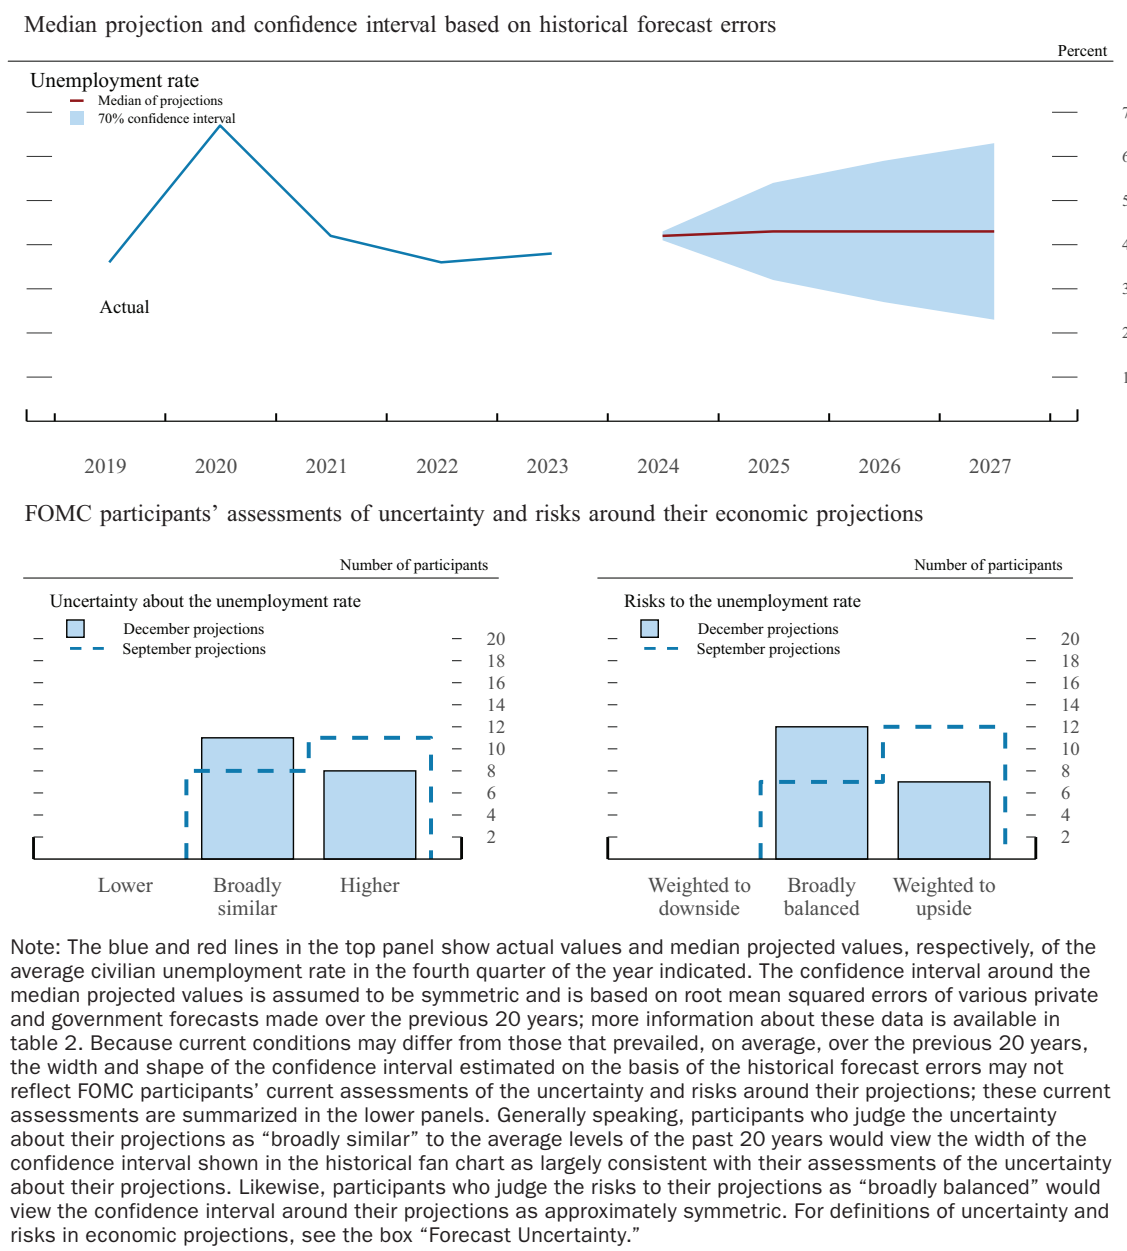 Median projection and confidence interval based on historical forecast errors
Percent
Unemployment rate
Median of projections
70% confidence interval
7
6
5
4
3
2
1
Actual
2019 2020 2021 2022 2023 2024 2025 2026 2027
FOMC participants’ assessments of uncertainty and risks around their economic projections
Number of participants
Uncertainty about the unemployment rate
December projections
September projections
20
18
16
14
12
10
8
6
4
2
Lower Broadly similar Higher
Number of participants
Risks to the unemployment rate
December projections
September projections
20
18
16
14
12
10
8
6
4
2
Weighted to downside Broadly balanced Weighted to upside
Note: The blue and red lines in the top panel show actual values and median projected values, respectively, of the
average civilian unemployment rate in the fourth quarter of the year indicated. The confidence interval around the
median projected values is assumed to be symmetric and is based on root mean squared errors of various private
and government forecasts made over the previous 20 years; more information about these data is available in
table 2. Because current conditions may differ from those that prevailed, on average, over the previous 20 years,
the width and shape of the confidence interval estimated on the basis of the historical forecast errors may not
reflect FOMC participants’ current assessments of the uncertainty and risks around their projections; these current
assessments are summarized in the lower panels. Generally speaking, participants who judge the uncertainty
about their projections as “broadly similar” to the average levels of the past 20 years would view the width of the
confidence interval shown in the historical fan chart as largely consistent with their assessments of the uncertainty
about their projections. Likewise, participants who judge the risks to their projections as “broadly balanced” would
view the confidence interval around their projections as approximately symmetric. For definitions of uncertainty and
risks in economic projections, see the box “Forecast Uncertainty.”